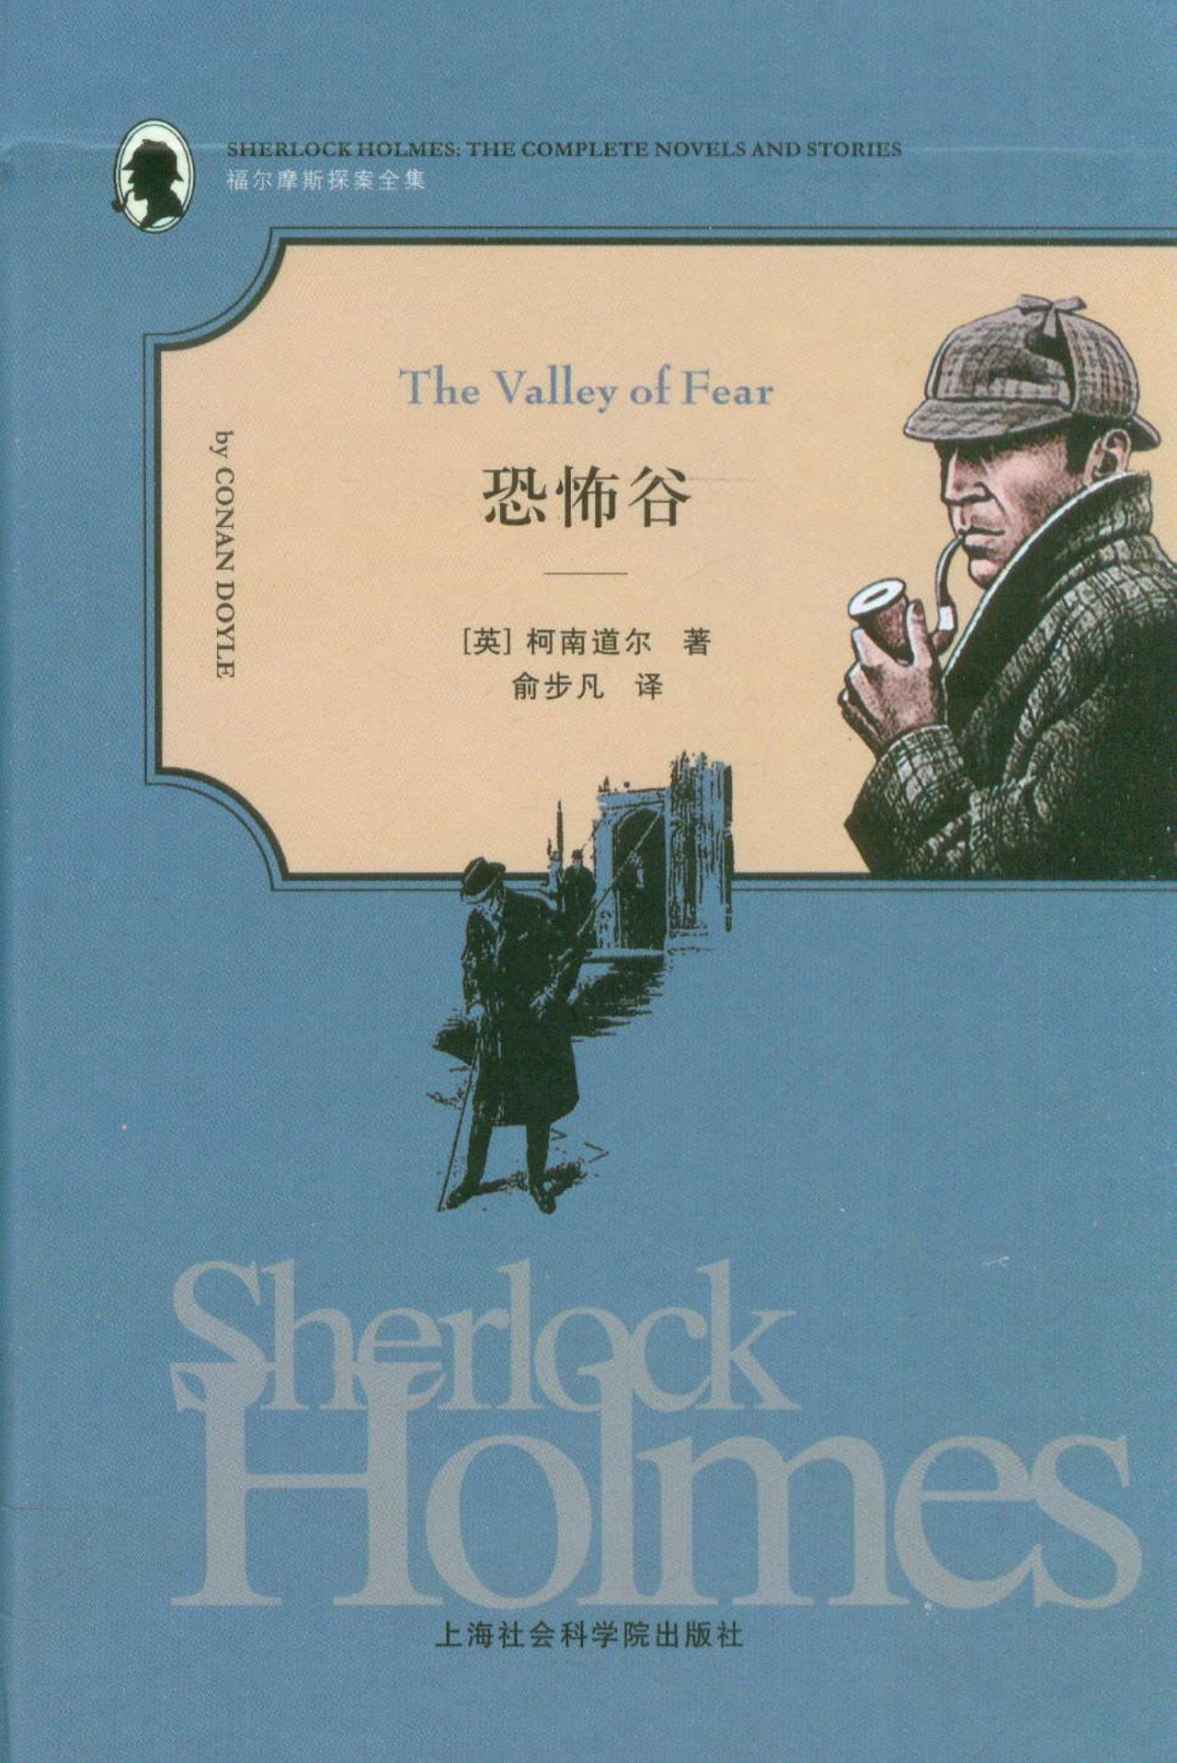 SHERLOCK HOLMES: THE COMPLETE NOVELS AND STORIES
福尔摩斯探案全集
The Valley of Fear
恐怖谷
by CONAN DOYLE
[英] 柯南道尔 著
俞步凡 译
Sherlock
Holmes
上海社会科学院出版社